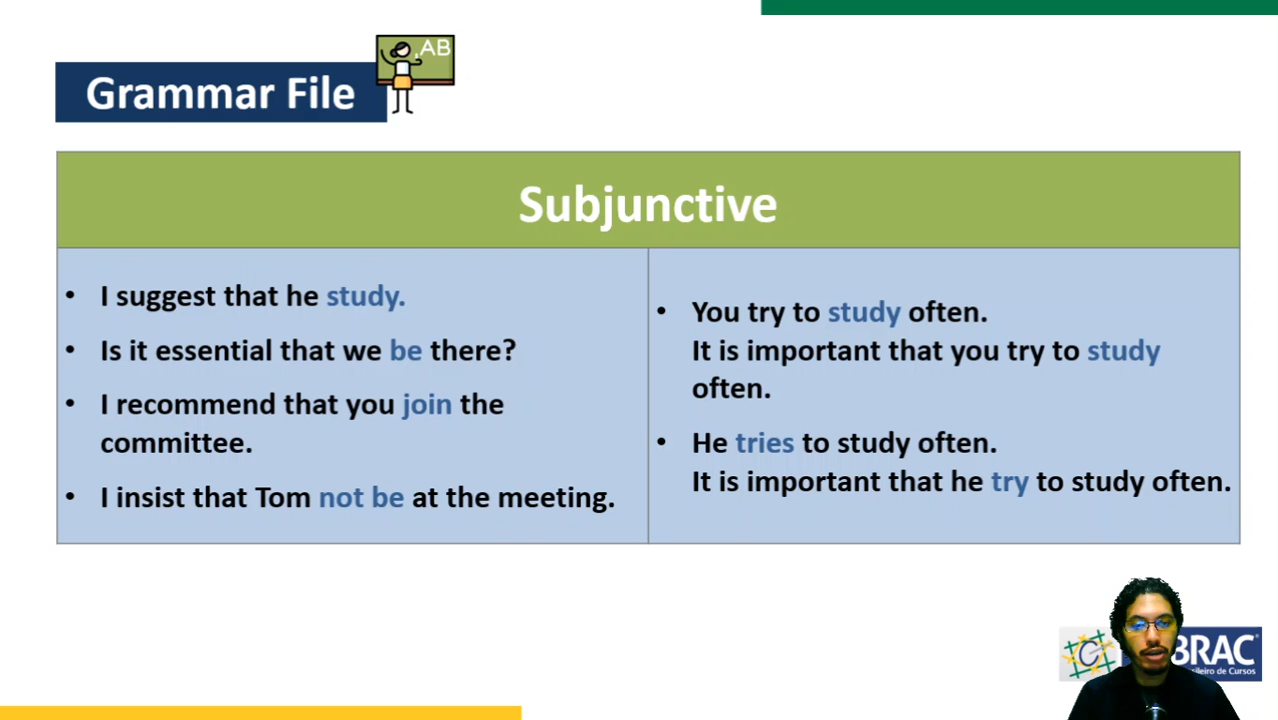 Grammar File
,AB
Subjunctive
• I suggest that he study.
• Is it essential that we be there?
• I recommend that you join the
committee.
• I insist that Tom not be at the meeting.
• You try to study often.
It is important that you try to study
often.
• He tries to study often.
It is important that he try to study often.
BRAC
de Cursos